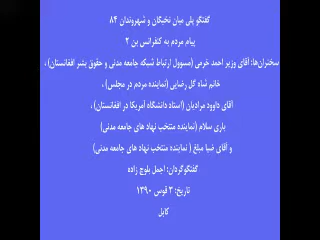 گفتگو پلی میان نخبگان و شهروندان ۸۴
پیام مردم به کنفرانس بن ۲
سخنران‌ها: آقای وزیر احمد خرمی (مسوول ارتباط شبکه جامعه مدنی و حقوق بشر افغانستان) ،
خانم شاه گل رضایی (نماینده مردم در مجلس) ،
آقای داوود مرادیان (استاد دانشگاه آمریکا در افغانستان) ،
باری سلام (نماینده منتخب نهاد های جامعه مدنی)
و آقای ضیا مبلغ ( نماینده منتخب نهاد های جامعه مدنی)
گفتگوگردان: اجمل بلوچ زاده
تاریخ: ۳ قوس ۱۳۹۰
کابل